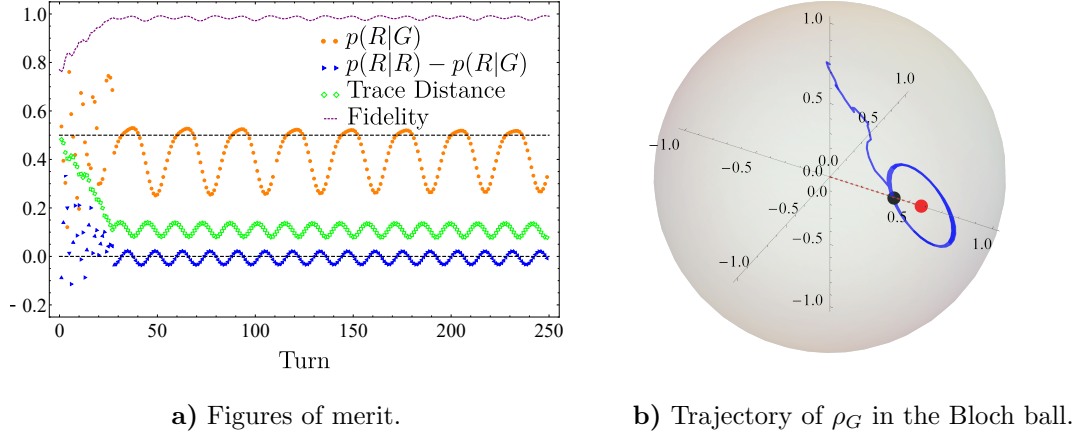 1.0
0.8
0.6
0.4
0.2
0.0
- 0.2
0 50 100 150 200 250
Turn
p(R|G)
p(R|R) − p(R|G)
Trace Distance
Fidelity
1.0
1.0
0.5
0.5
-1.0
-0.5
0.0
0.0
0.0
-0.5
0.5
-0.5
1.0
-1.0
-1.0
a) Figures of merit.
b) Trajectory of ρG in the Bloch ball.